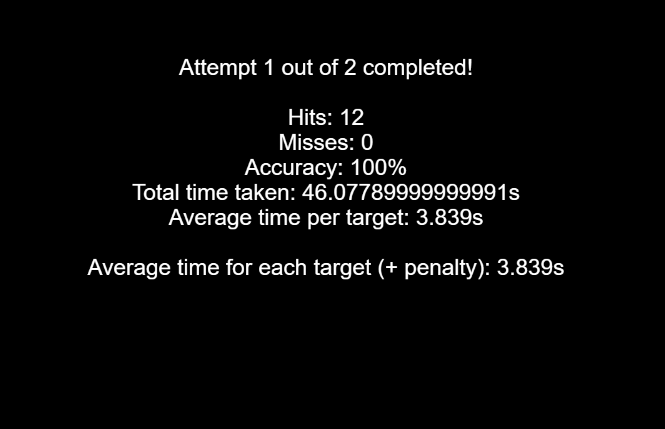 Attempt 1 out of 2 completed!
Hits: 12
Misses: 0
Accuracy: 100%
Total time taken: 46.07789999999991s
Average time per target: 3.839s
Average time for each target (+ penalty): 3.839s